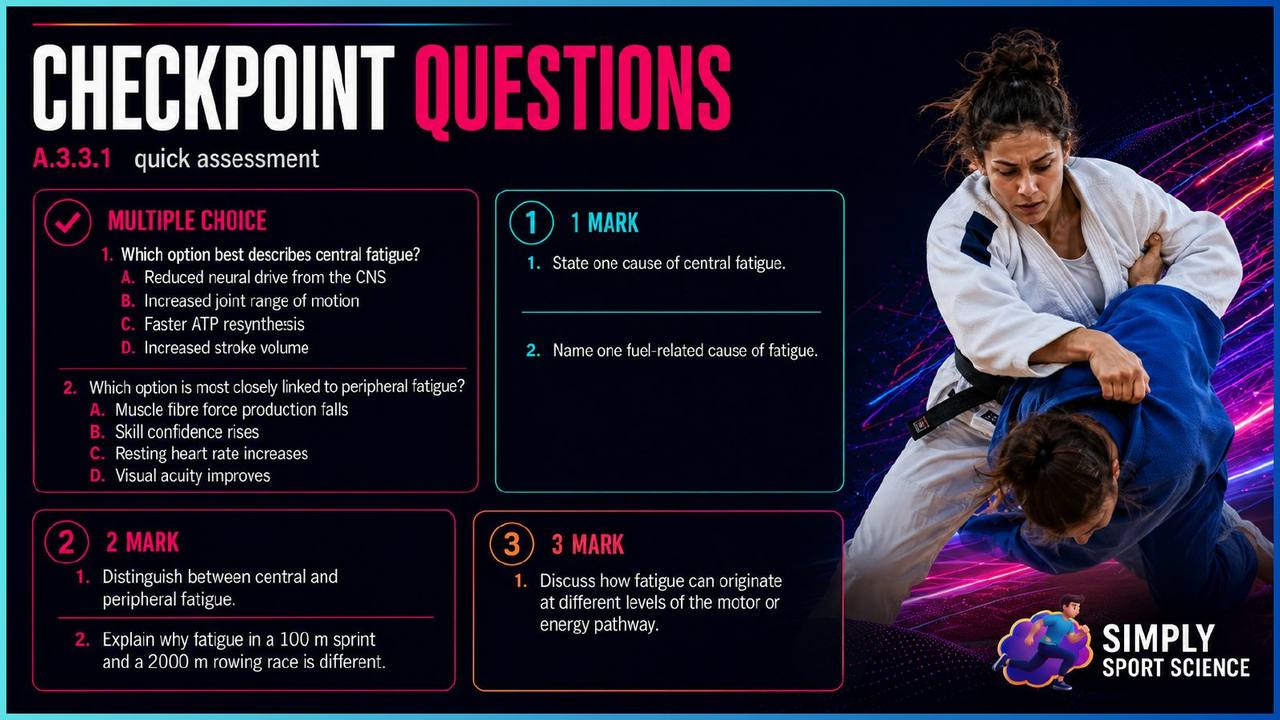 CHECKPOINT QUESTIONS
A.3.3.1 quick assessment
MULTIPLE CHOICE
1. Which option best describes central fatigue?
A. Reduced neural drive from the CNS
B. Increased joint range of motion
C. Faster ATP resynthesis
D. Increased stroke volume
2. Which option is most closely linked to peripheral fatigue?
A. Muscle fibre force production falls
B. Skill confidence rises
C. Resting heart rate increases
D. Visual acuity improves
1 1 MARK
1. State one cause of central fatigue.
2. Name one fuel-related cause of fatigue.
2 2 MARK
1. Distinguish between central and
peripheral fatigue.
2. Explain why fatigue in a 100 m sprint
and a 2000 m rowing race is different.
3 3 MARK
1. Discuss how fatigue can originate
at different levels of the motor or
energy pathway.
SIMPLY
SPORT SCIENCE